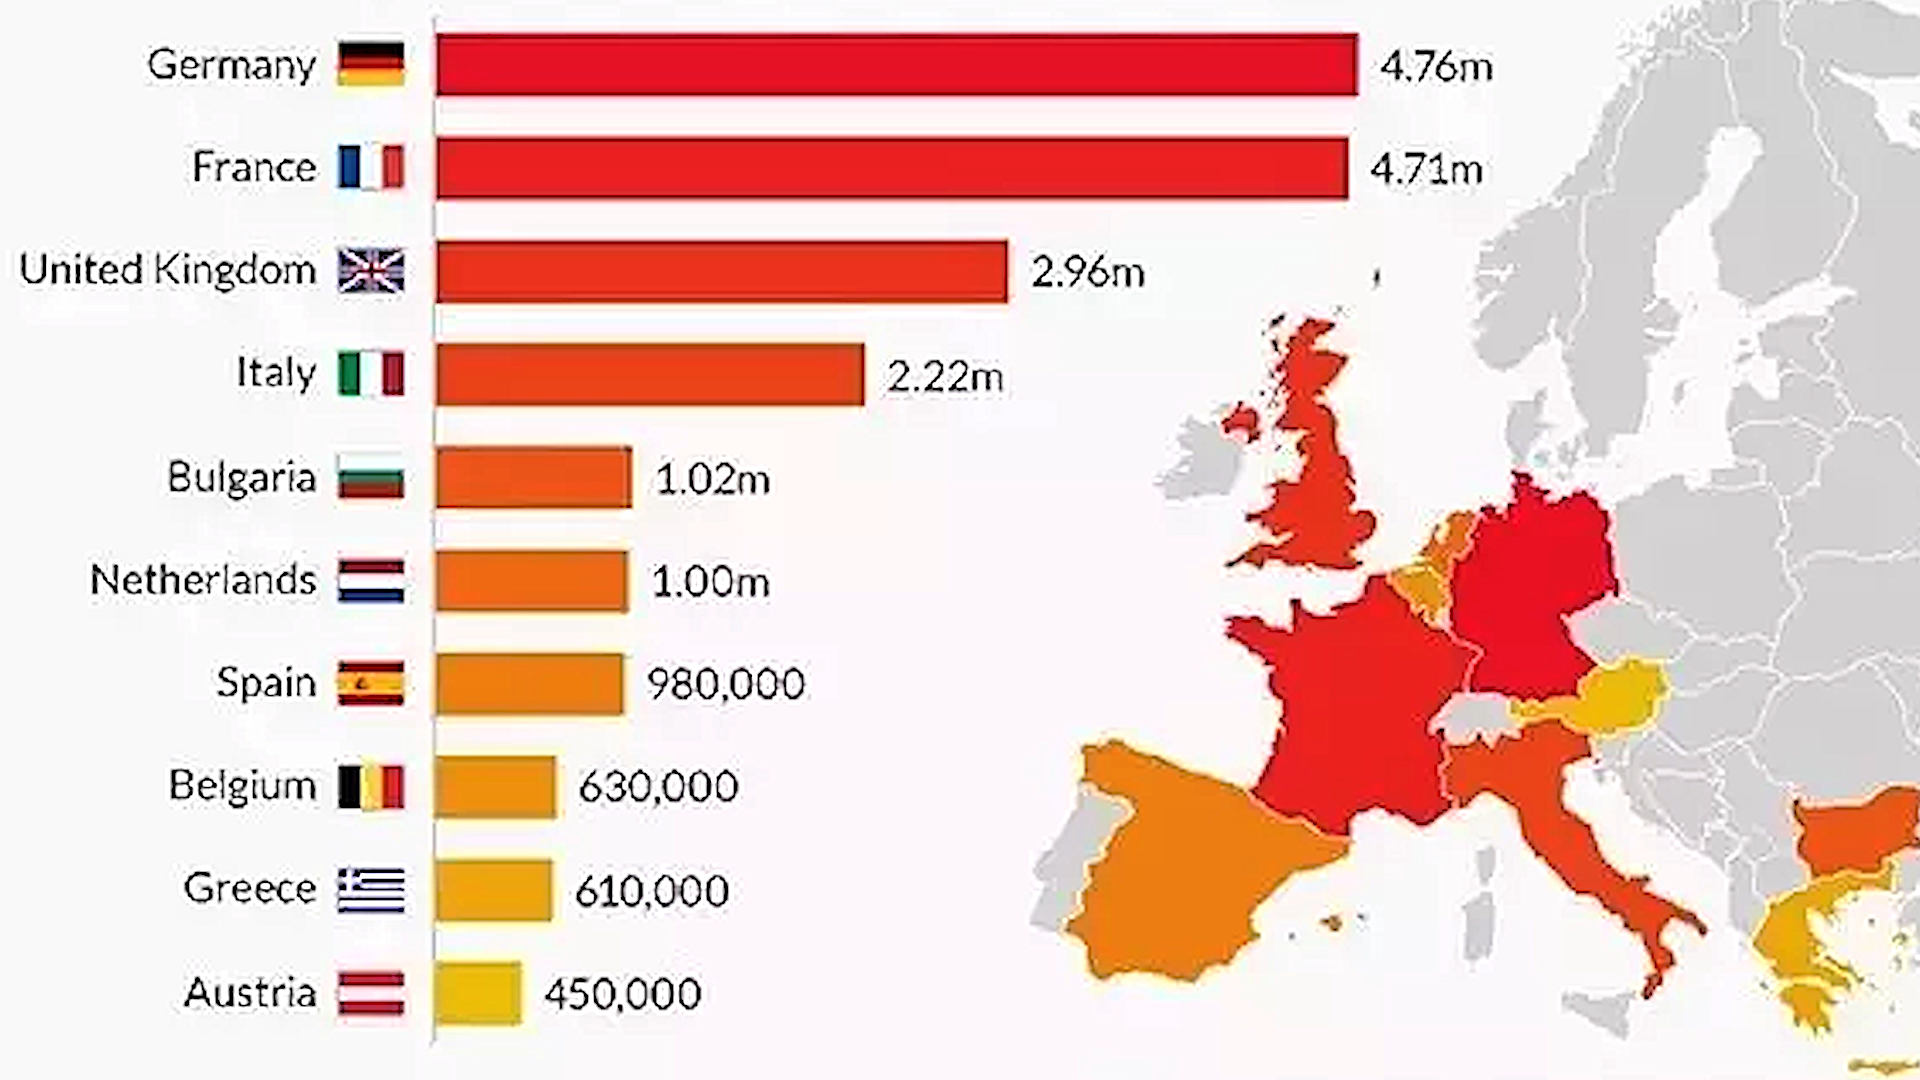 Germany 4.76m
France 4.71m
United Kingdom 2.96m
Italy 2.22m
Bulgaria 1.02m
Netherlands 1.00m
Spain 980,000
Belgium 630,000
Greece 610,000
Austria 450,000